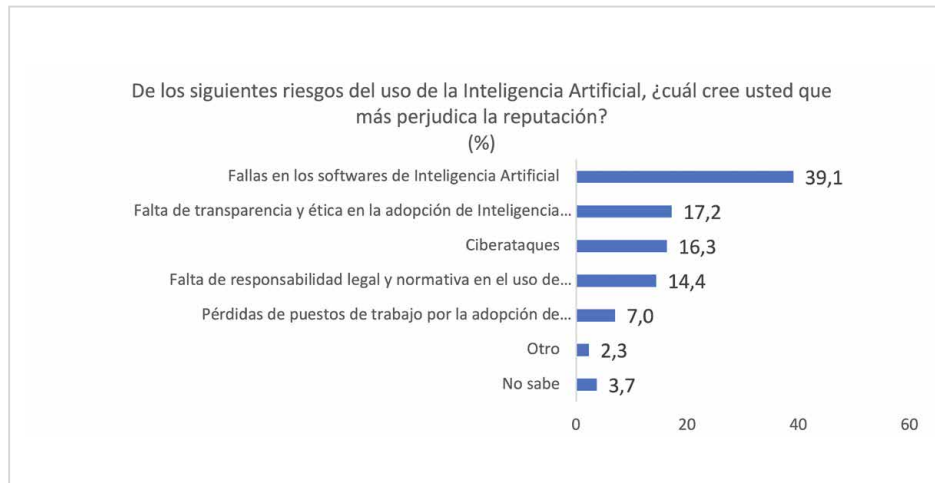 De los siguientes riesgos del uso de la Inteligencia Artificial, ¿cuál cree usted que
más perjudica la reputación?
(%)
Fallas en los softwares de Inteligencia Artificial 39,1
Falta de transparencia y ética en la adopción de Inteligencia... 17,2
Ciberataques 16,3
Falta de responsabilidad legal y normativa en el uso de... 14,4
Pérdidas de puestos de trabajo por la adopción de... 7,0
Otro 2,3
No sabe 3,7
0 20 40 60